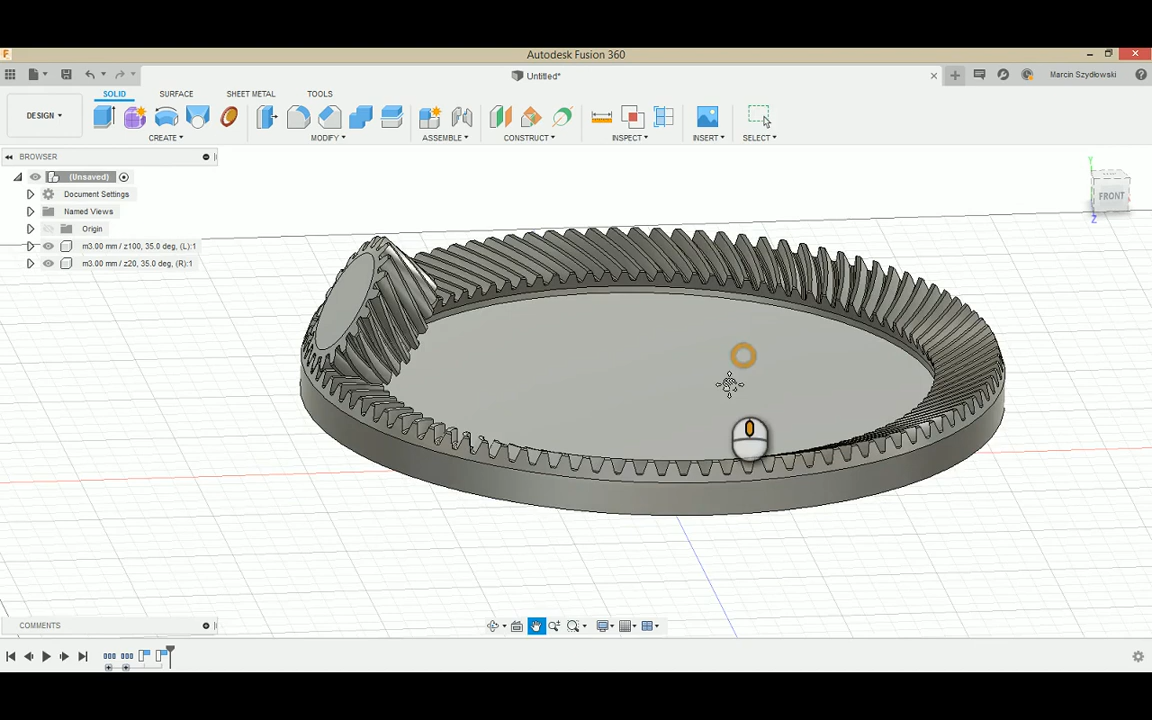 Autodesk Fusion 360
Untitled*
Marcin Szydłowski
SOLID SURFACE SHEET METAL TOOLS
DESIGN
CREATE MODIFY ASSEMBLE CONSTRUCT INSPECT INSERT SELECT
BROWSER
(Unsaved)
Document Settings
Named Views
Origin
m3.00 mm / z100, 35.0 deg, (L):1
m3.00 mm / z20, 35.0 deg, (R):1
Y
FRONT
Z
COMMENTS